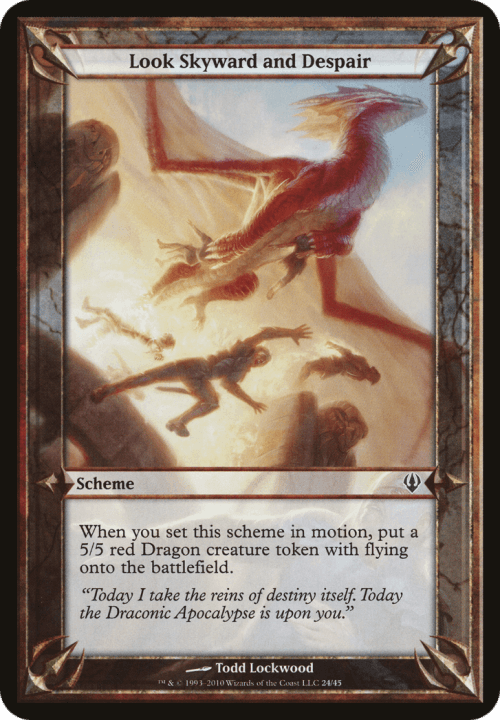 Look Skyward and Despair
Scheme
When you set this scheme in motion, put a
5/5 red Dragon creature token with flying
onto the battlefield.
“Today I take the reins of destiny itself. Today
the Draconic Apocalypse is upon you.”
Todd Lockwood
™ & © 1993–2010 Wizards of the Coast LLC 24/45